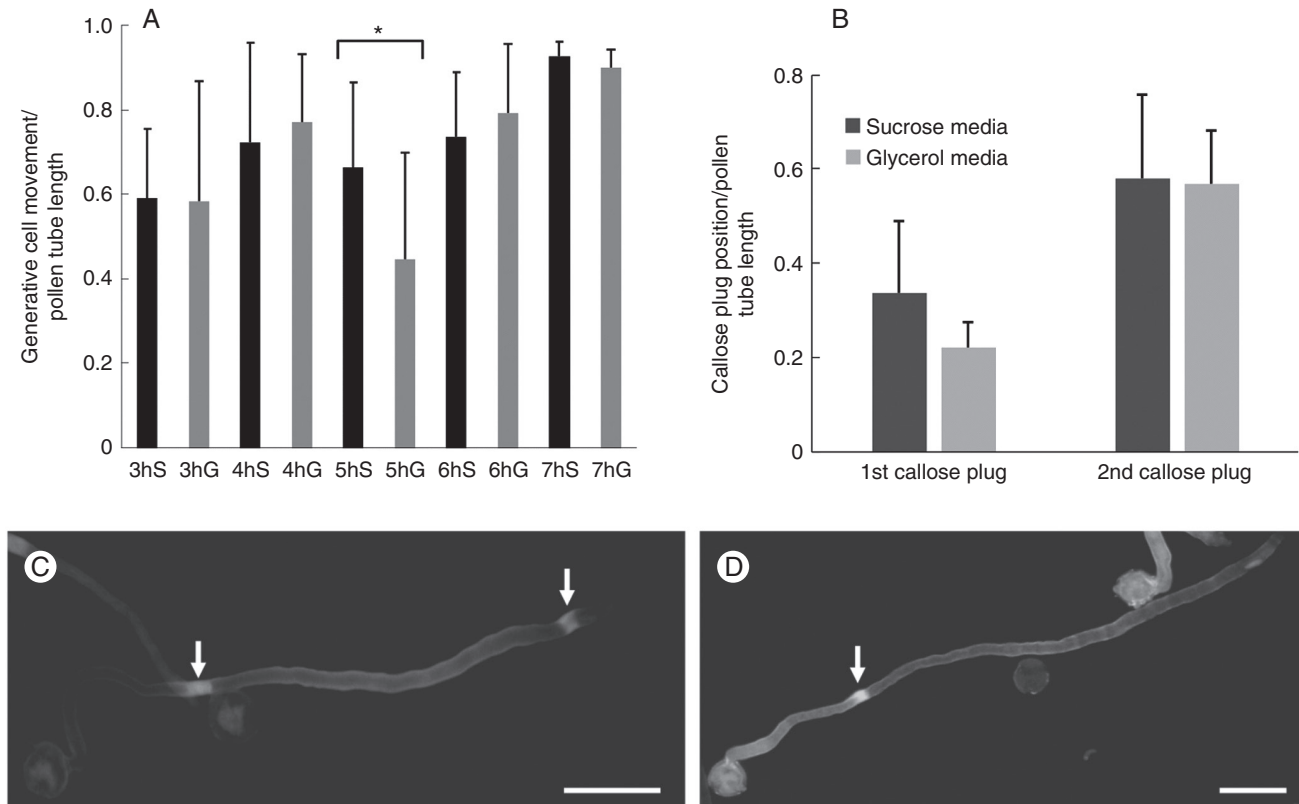 A
Generative cell movement/
pollen tube length
1.0
0.8
0.6
0.4
0.2
0
*
3hS 3hG 4hS 4hG 5hS 5hG 6hS 6hG 7hS 7hG
B
Callose plug position/pollen
tube length
0.8
0.6
0.4
0.2
0
Sucrose media
Glycerol media
1st callose plug 2nd callose plug
C
D